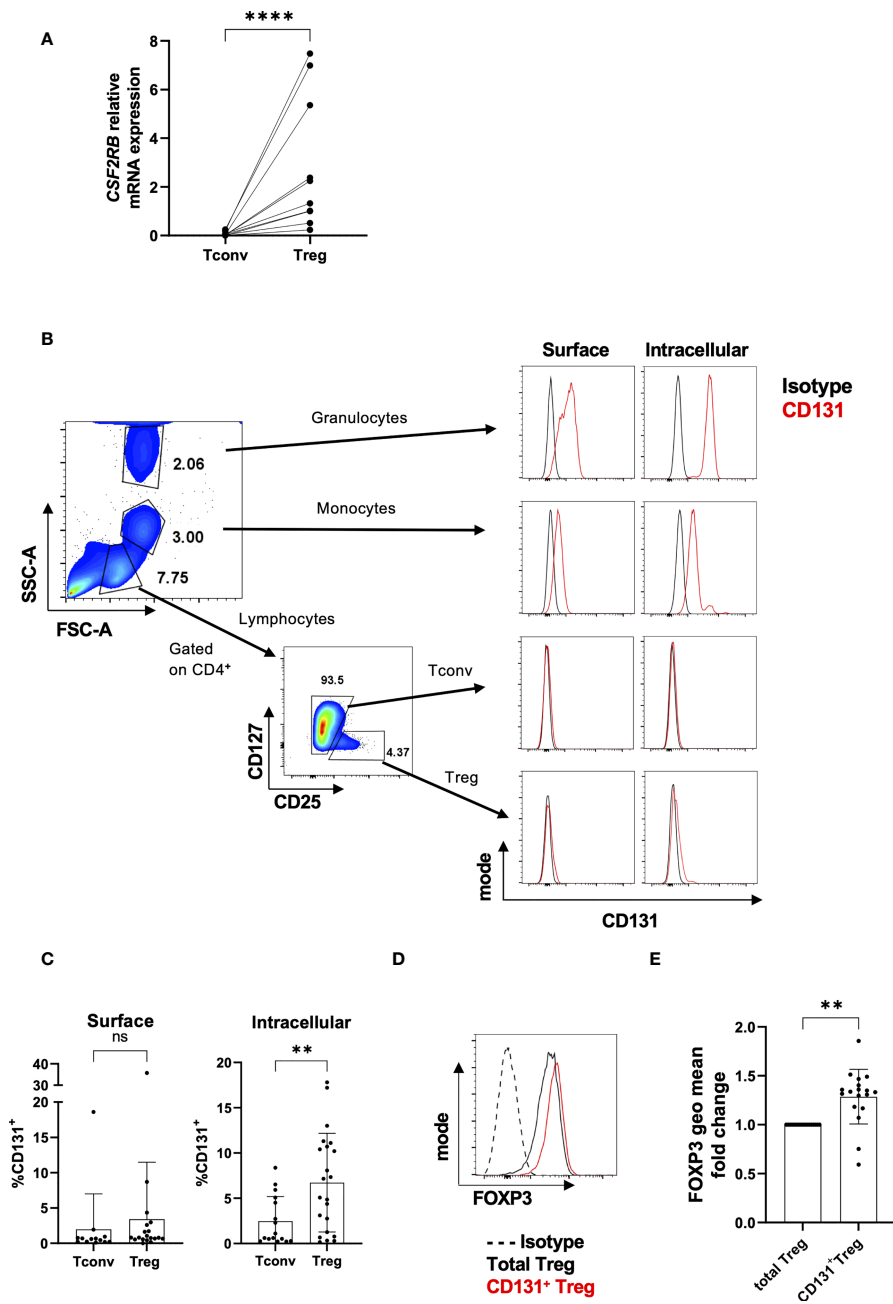 A
****
CSF2RB relative
mRNA expression
8
6
4
2
0
Tconv
Treg
B
Surface
Intracellular
Isotype
CD131
Granulocytes
2.06
Monocytes
3.00
7.75
SSC-A
FSC-A
Lymphocytes
Gated
on CD4+
93.5
Tconv
CD127
4.37
CD25
Treg
mode
CD131
C
Surface
ns
%CD131+
40
30
20
15
10
5
0
Tconv
Treg
Intracellular
**
%CD131+
20
15
10
5
0
Tconv
Treg
D
mode
FOXP3
Isotype
Total Treg
CD131+ Treg
E
**
FOXP3 geo mean
fold change
2.0
1.5
1.0
0.5
0.0
total Treg
CD131+Treg